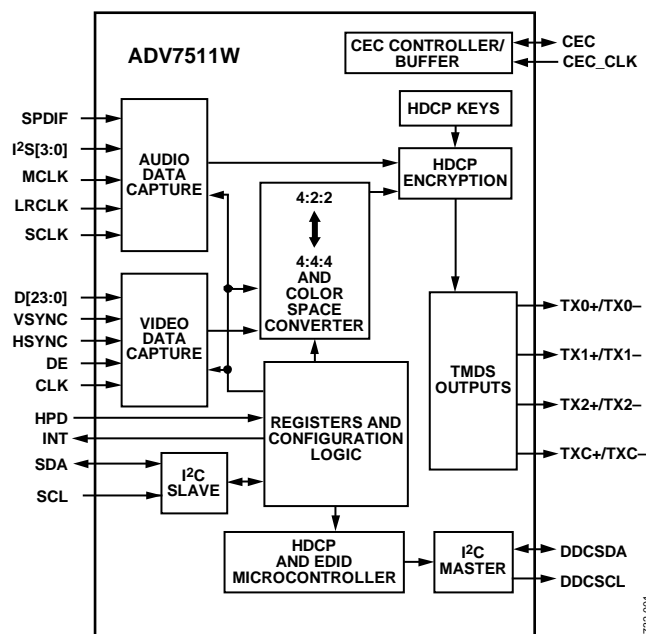 ADV7511W
CEC CONTROLLER/
BUFFER
CEC
CEC_CLK
HDCP KEYS
SPDIF
I²S[3:0]
MCLK
LRCLK
SCLK
AUDIO
DATA
CAPTURE
HDCP
ENCRYPTION
4:2:2
4:4:4
AND
COLOR
SPACE
CONVERTER
D[23:0]
VSYNC
HSYNC
DE
CLK
VIDEO
DATA
CAPTURE
TMDS
OUTPUTS
TX0+/TX0–
TX1+/TX1–
TX2+/TX2–
TXC+/TXC–
HPD
INT
REGISTERS AND
CONFIGURATION
LOGIC
SDA
SCL
I²C
SLAVE
HDCP
AND EDID
MICROCONTROLLER
I²C
MASTER
DDCSDA
DDCSCL